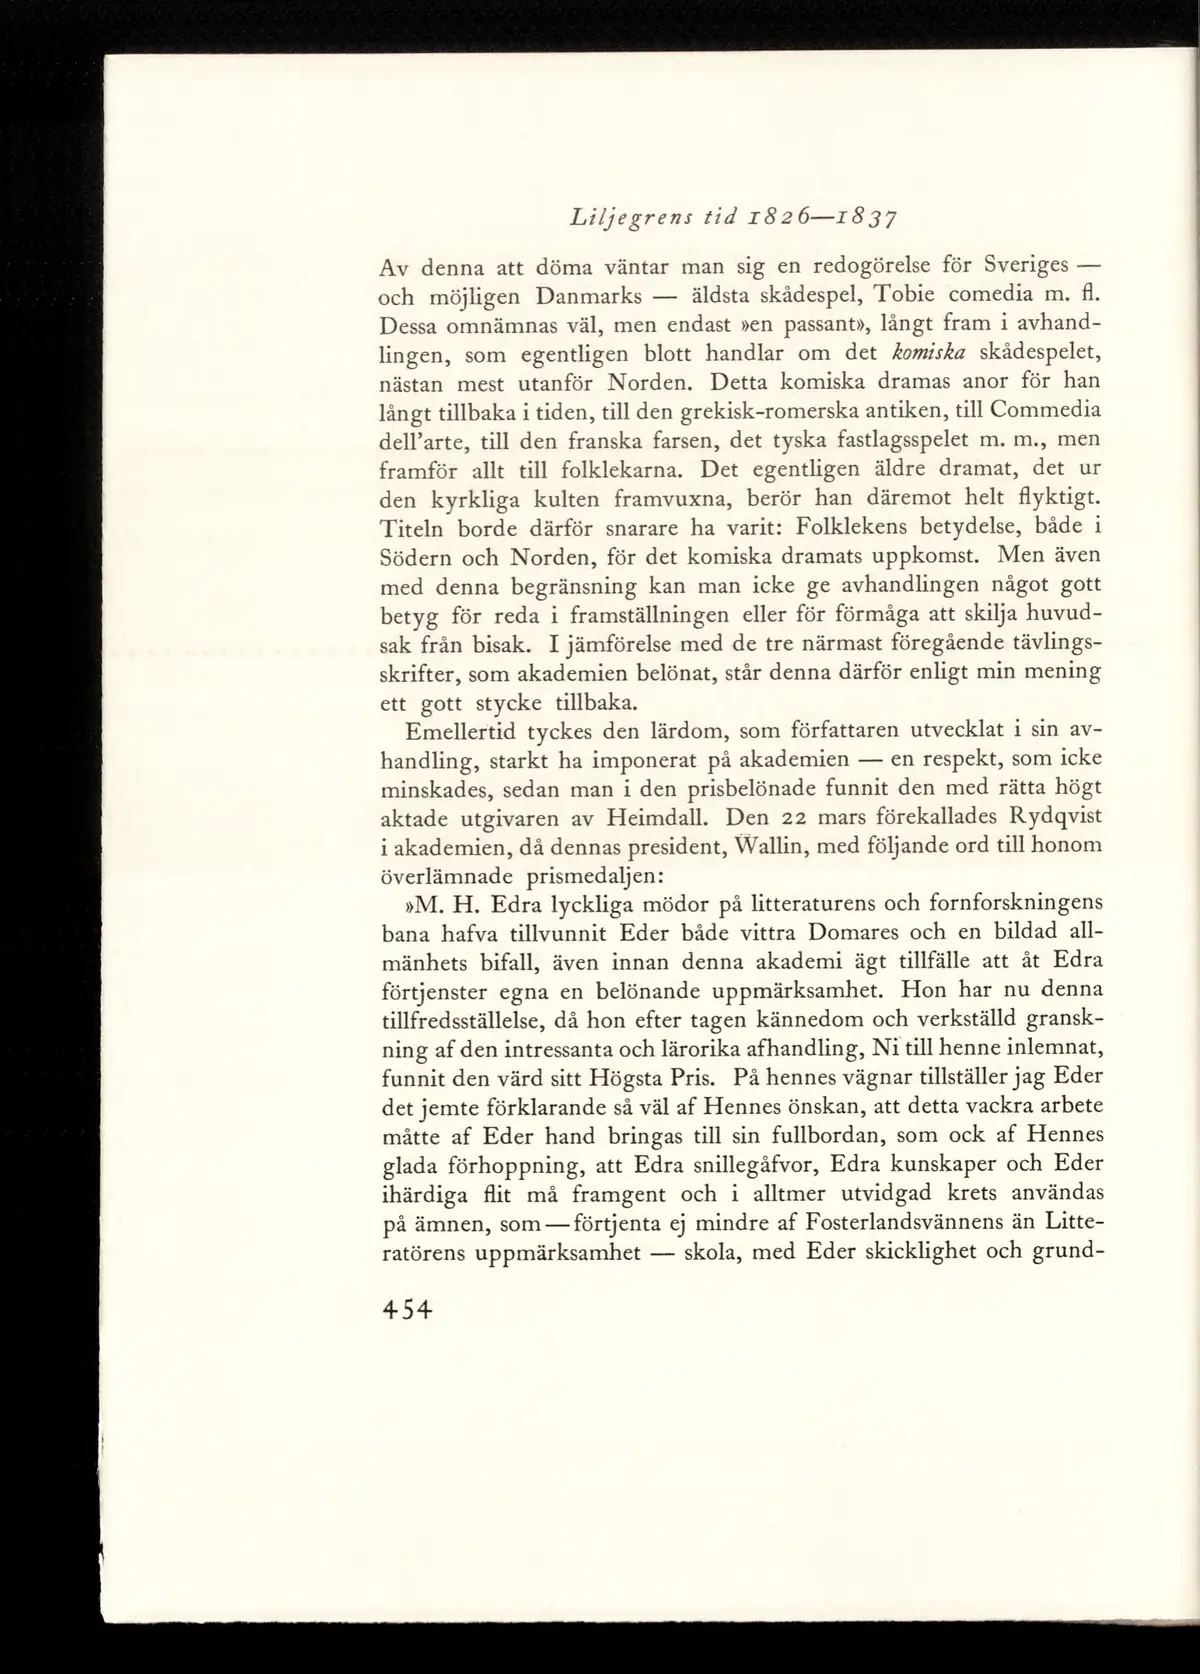 Liljegrens tid 1826—1837
Av denna att döma väntar man sig en redogörelse för Sveriges —
och möjligen Danmarks — äldsta skådespel, Tobie comedia m. fl.
Dessa omnämnas väl, men endast »en passant», långt fram i avhand-
lingen, som egentligen blott handlar om det komiska skådespelet,
nästan mest utanför Norden. Detta komiska dramas anor för han
långt tillbaka i tiden, till den grekisk-romerska antiken, till Commedia
dell’arte, till den franska farsen, det tyska fastlagsspelet m. m., men
framför allt till folklekarna. Det egentligen äldre dramat, det ur
den kyrkliga kulten framvuxna, berör han däremot helt flyktigt.
Titeln borde därför snarare ha varit: Folklekens betydelse, både i
Södern och Norden, för det komiska dramats uppkomst. Men även
med denna begränsning kan man icke ge avhandlingen något gott
betyg för reda i framställningen eller för förmåga att skilja huvud-
sak från bisak. I jämförelse med de tre närmast föregående tävlings-
skrifter, som akademien belönat, står denna därför enligt min mening
ett gott stycke tillbaka.
Emellertid tyckes den lärdom, som författaren utvecklat i sin av-
handling, starkt ha imponerat på akademien — en respekt, som icke
minskades, sedan man i den prisbelönade funnit den med rätta högt
aktade utgivaren av Heimdall. Den 22 mars förekallades Rydqvist
i akademien, då dennas president, Wallin, med följande ord till honom
överlämnade prismedaljen:
»M. H. Edra lyckliga mödor på litteraturens och fornforskningens
bana hafva tillvunnit Eder både vittra Domares och en bildad all-
mänhets bifall, även innan denna akademi ägt tillfälle att åt Edra
förtjenster egna en belönande uppmärksamhet. Hon har nu denna
tillfredsställelse, då hon efter tagen kännedom och verkställd gransk-
ning af den intressanta och lärorika afhandling, Ni till henne inlemnat,
funnit den värd sitt Högsta Pris. På hennes vägnar tillställer jag Eder
det jemte förklarande så väl af Hennes önskan, att detta vackra arbete
måtte af Eder hand bringas till sin fullbordan, som ock af Hennes
glada förhoppning, att Edra snillegåfvor, Edra kunskaper och Eder
ihärdiga flit må framgent och i alltmer utvidgad krets användas
på ämnen, som — förtjenta ej mindre af Fosterlandsvännens än Litte-
ratörens uppmärksamhet — skola, med Eder skicklighet och grund-
454